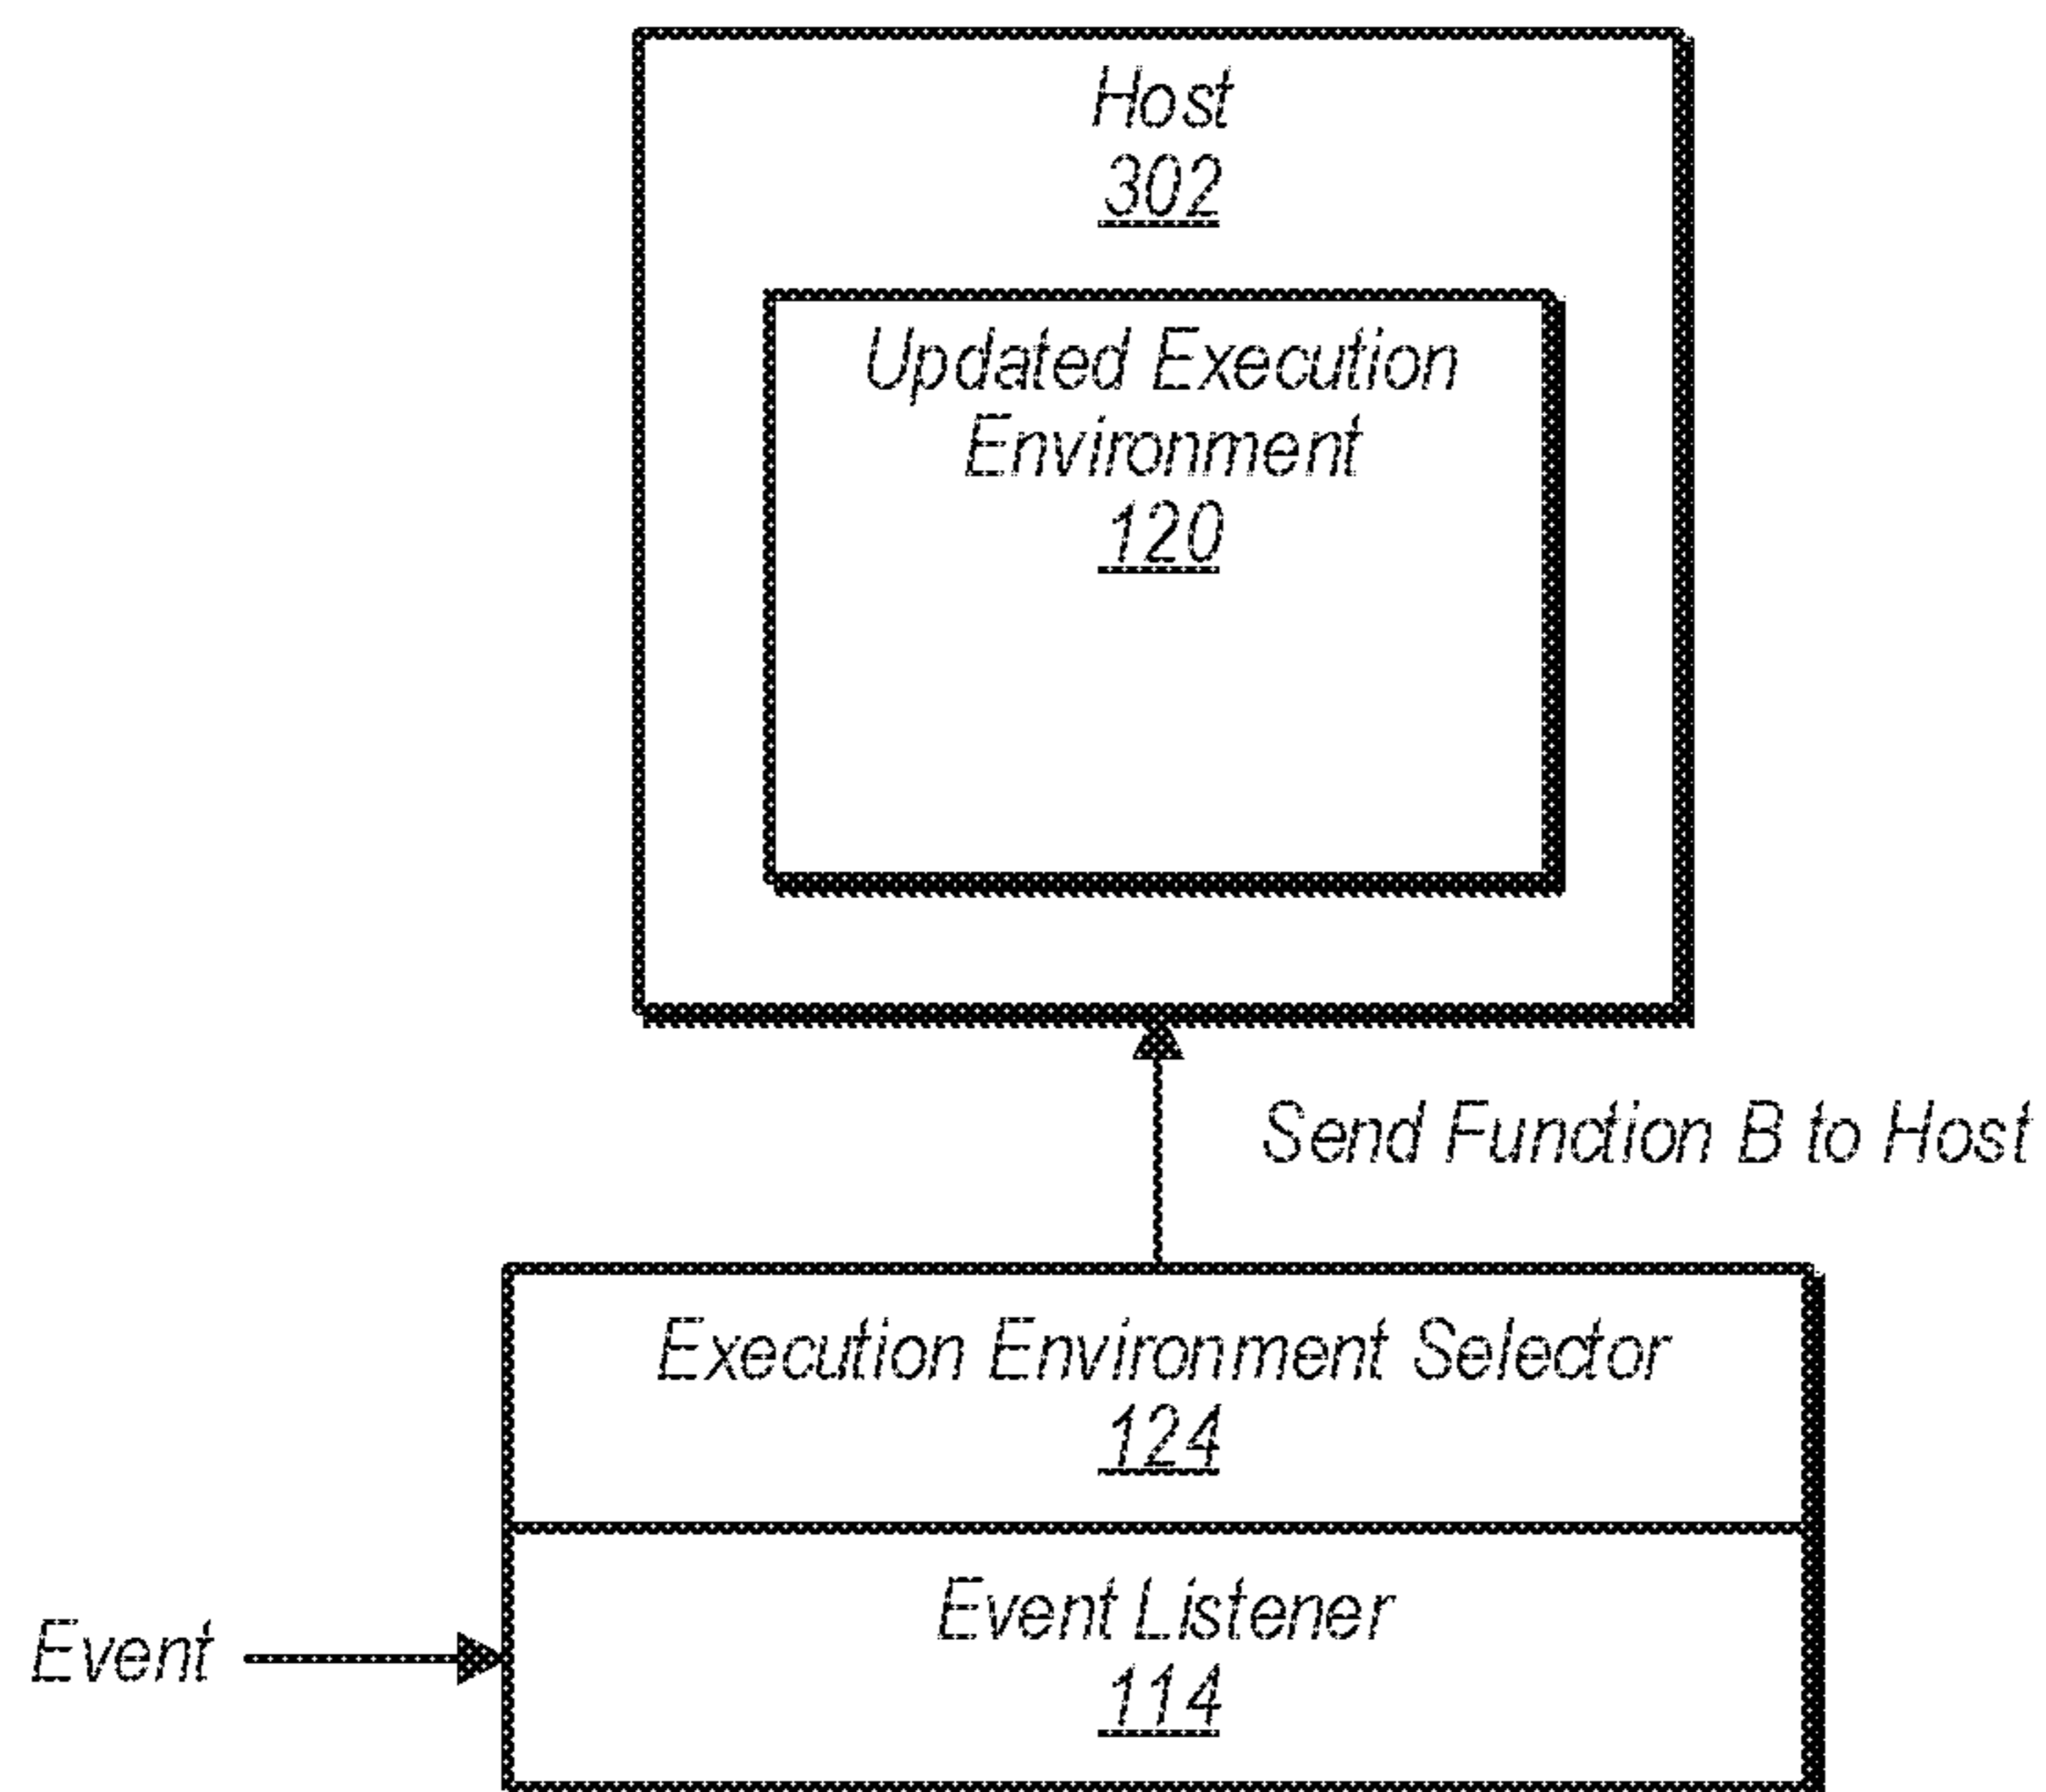 Host
302
Updated Execution
Environment
120
Send Function B to Host
Execution Environment Selector
124
Event Listener
114
Event